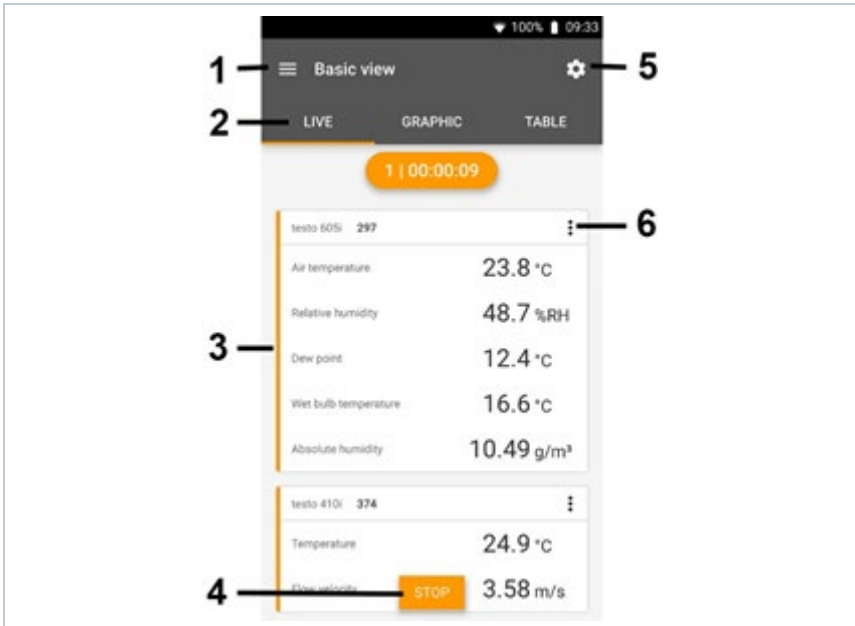 100% 09:33
1 Basic view 5
2 LIVE GRAPHIC TABLE
1 | 00:00:09
testo 605i 297 6
Air temperature 23.8 °C
Relative humidity 48.7 %RH
3 Dew point 12.4 °C
Wet bulb temperature 16.6 °C
Absolute humidity 10.49 g/m³
testo 410i 374
Temperature 24.9 °C
4 Flow velocity STOP 3.58 m/s